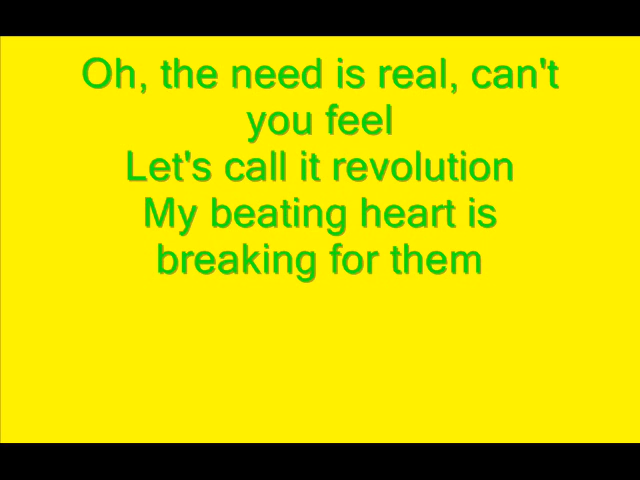 Oh, the need is real, can't
you feel
Let's call it revolution
My beating heart is
breaking for them